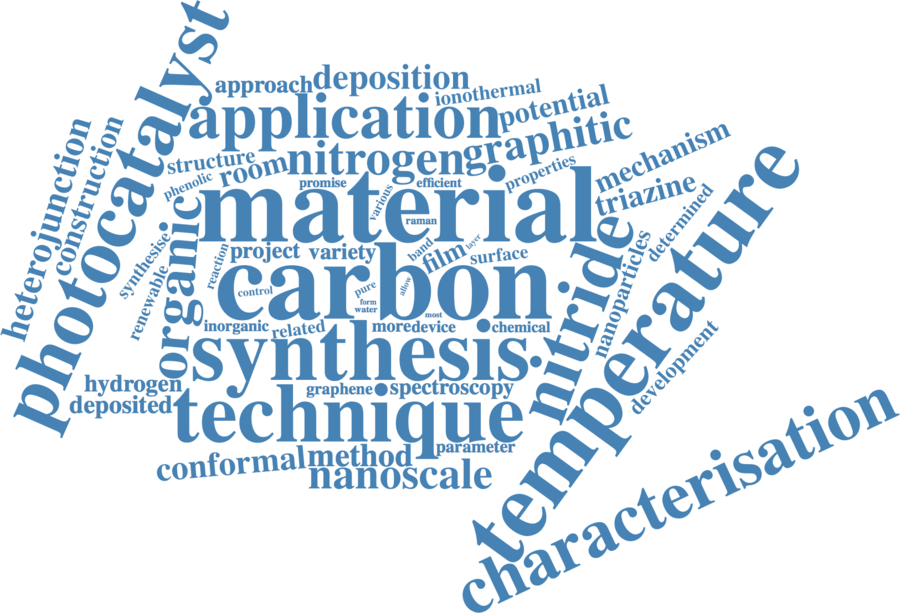 photocatalyst
approach
deposition
ionothermal
potential
application
graphitic
mechanism
heterojunction
construction
structure
room
nitrogen
properties
phenolic
promise
efficient
various
triazine
temperature
material
raman
organic
determined
synthesise
renewable
reaction
project
variety
band
film
layer
surface
nitride
nanoparticles
carbon
control
pure
form
water
allow
most
inorganic
related
more
device
chemical
synthesis
development
hydrogen
deposited
graphene
spectroscopy
technique
parameter
conformal
method
nanoscale
characterisation